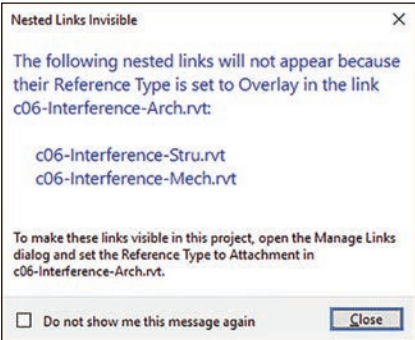 Nested Links Invisible
The following nested links will not appear because
their Reference Type is set to Overlay in the link
c06-Interference-Arch.rvt:
c06-Interference-Stru.rvt
c06-Interference-Mech.rvt
To make these links visible in this project, open the Manage Links
dialog and set the Reference Type to Attachment in
c06-Interference-Arch.rvt.
Do not show me this message again
Close